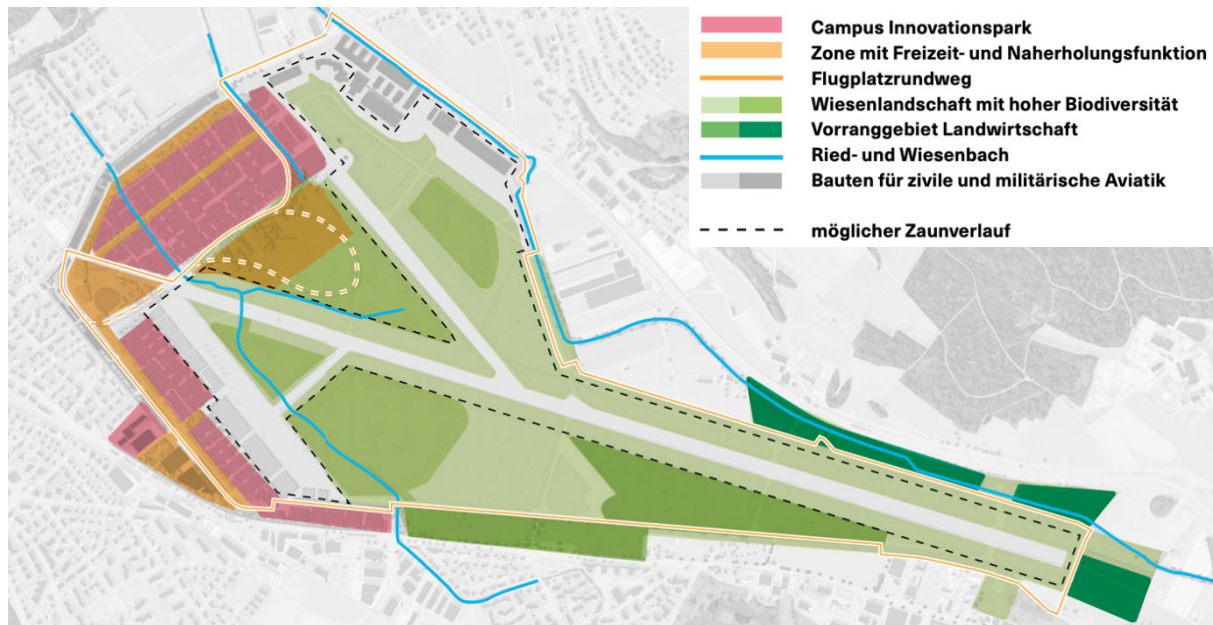 Campus Innovationspark
Zone mit Freizeit- und Naherholungsfunktion
Flugplatzrundweg
Wiesenlandschaft mit hoher Biodiversität
Vorranggebiet Landwirtschaft
Ried- und Wiesenbach
Bauten für zivile und militärische Aviatik
möglicher Zaunverlauf